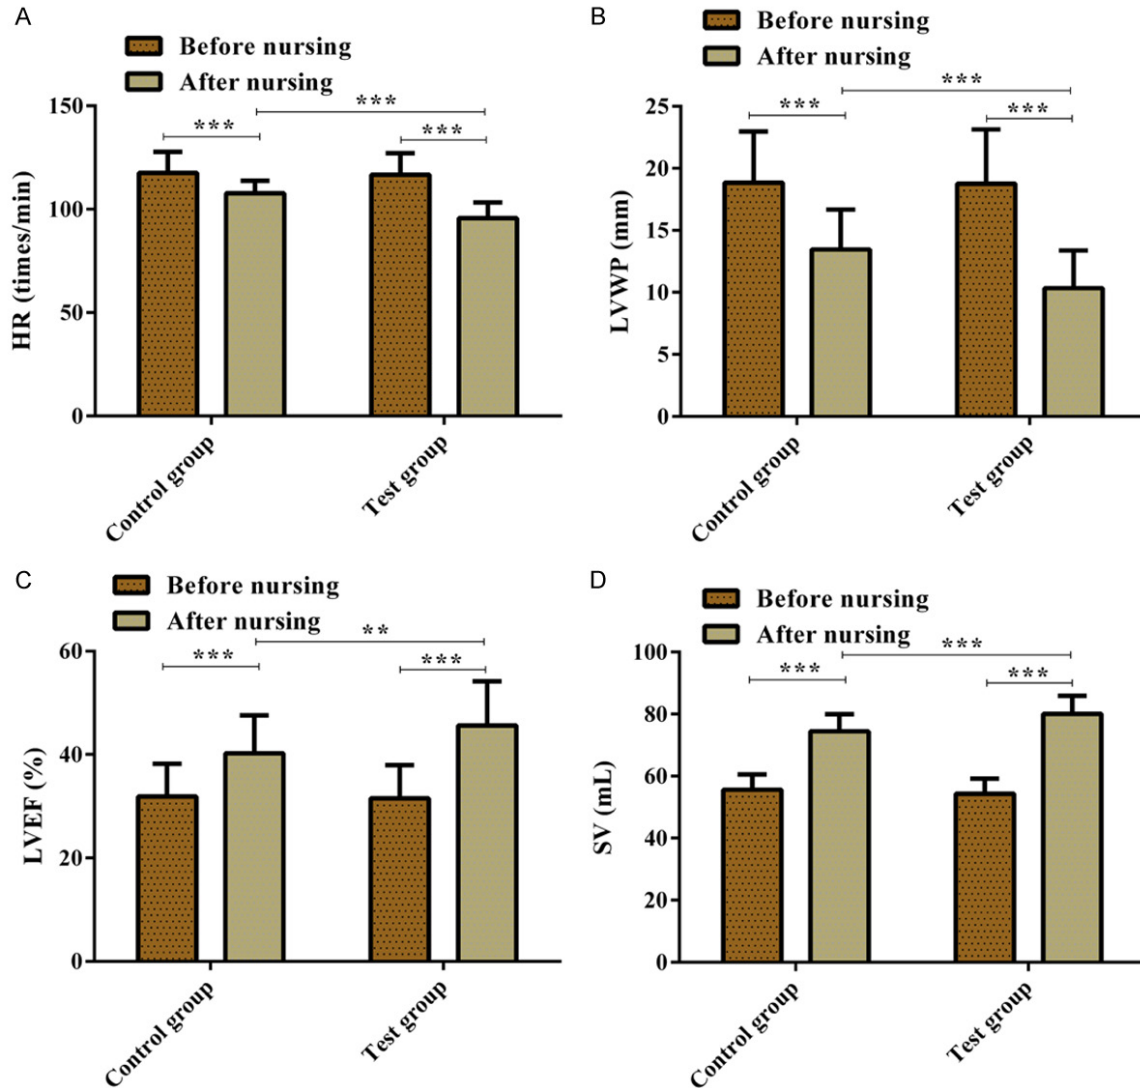 A
Before nursing
After nursing
HR (times/min)
150
100
50
0
***
***
***
Control group
Test group
B
Before nursing
After nursing
LVWP (mm)
25
20
15
10
5
0
***
***
***
Control group
Test group
C
Before nursing
After nursing
LVEF (%)
60
40
20
0
**
***
***
Control group
Test group
D
Before nursing
After nursing
SV (mL)
100
80
60
40
20
0
***
***
***
Control group
Test group